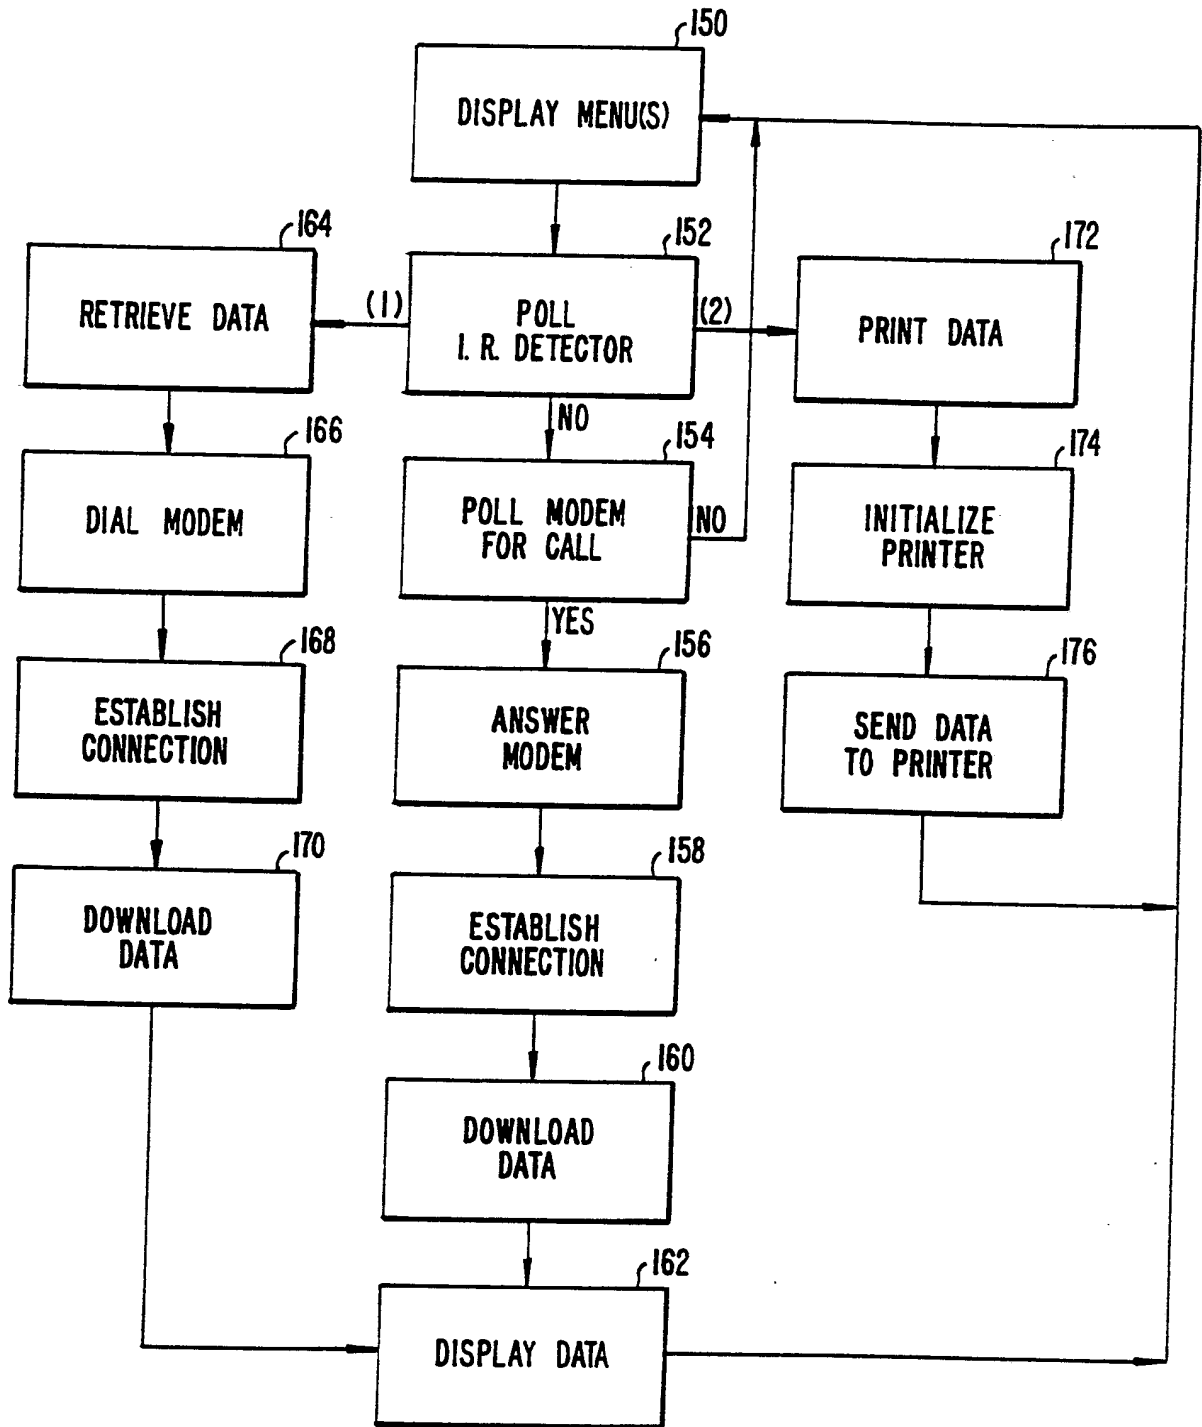 150
DISPLAY MENU(S)
164
RETRIEVE DATA
(1)
152
POLL
I. R. DETECTOR
(2)
172
PRINT DATA
NO
166
DIAL MODEM
154
POLL MODEM
FOR CALL
NO
174
INITIALIZE
PRINTER
YES
168
ESTABLISH
CONNECTION
156
ANSWER
MODEM
176
SEND DATA
TO PRINTER
170
DOWNLOAD
DATA
158
ESTABLISH
CONNECTION
160
DOWNLOAD
DATA
162
DISPLAY DATA